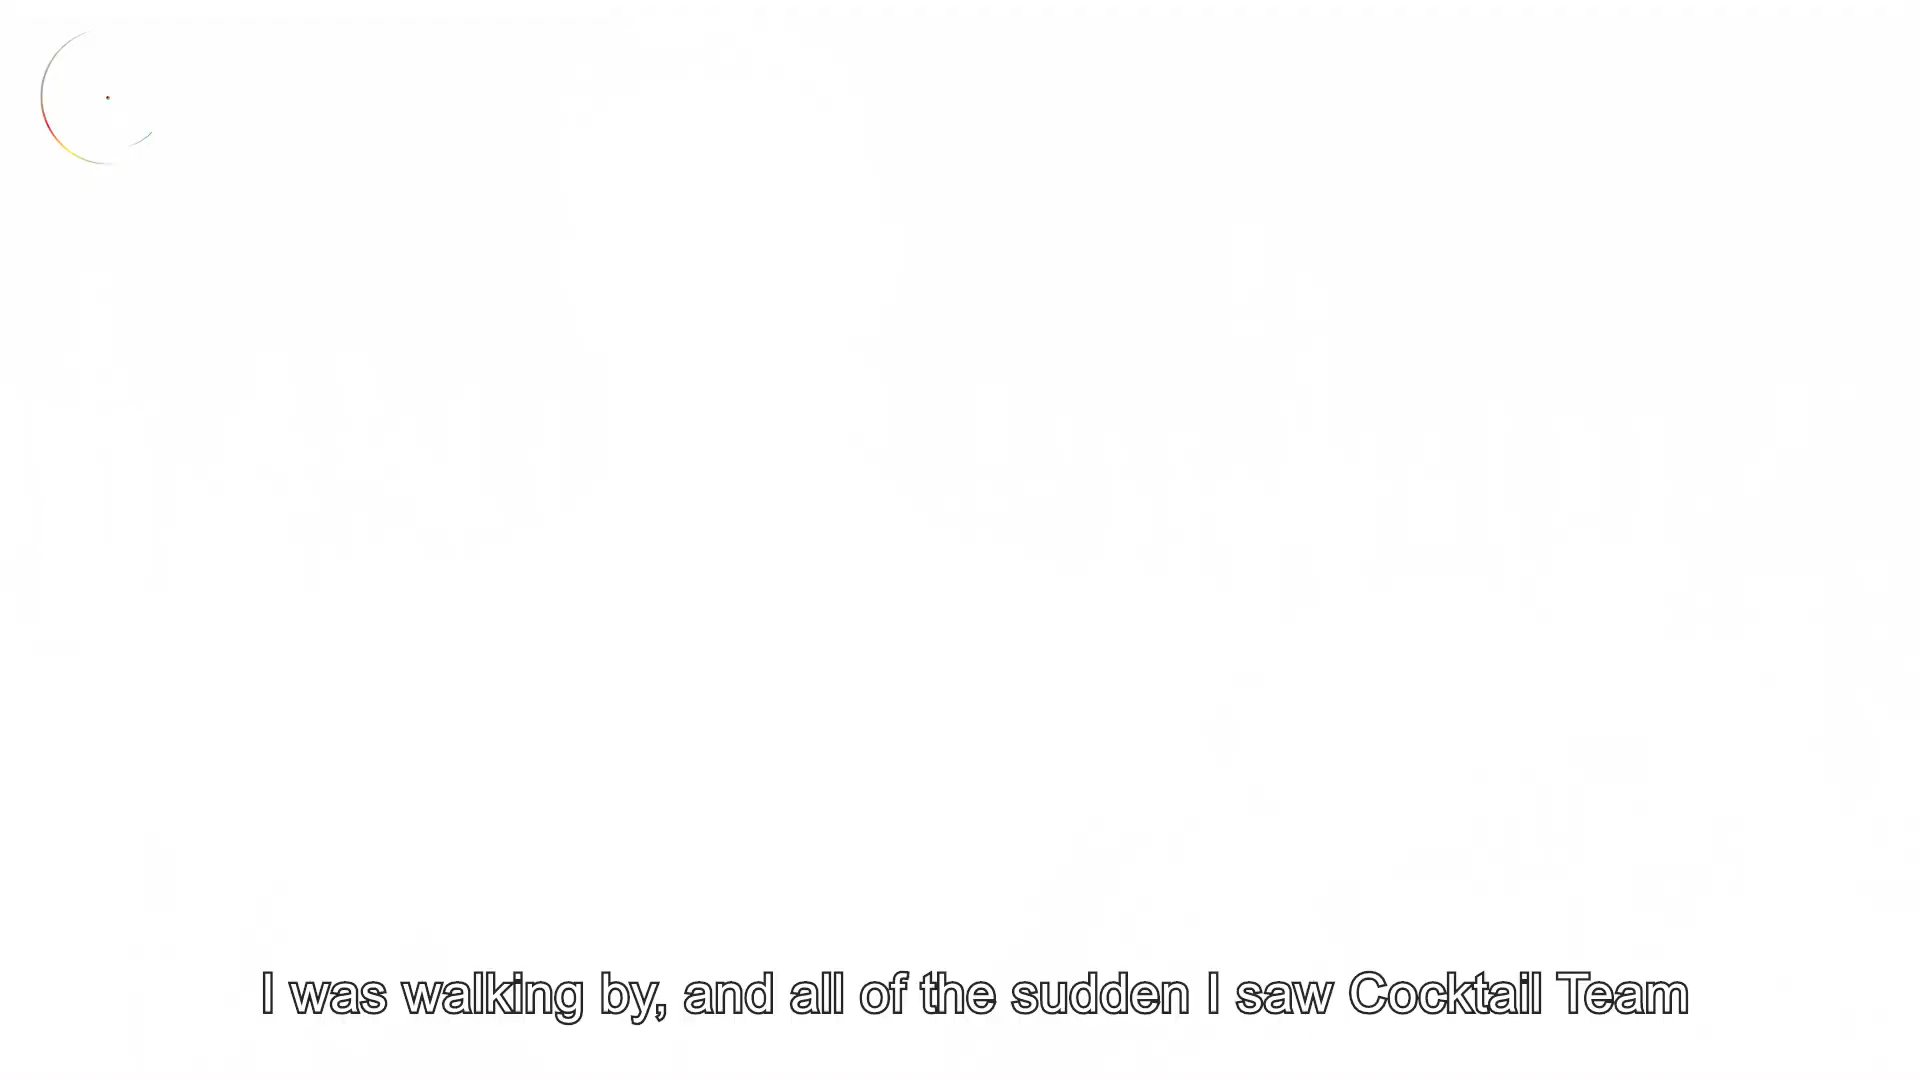 I was walking by, and all of the sudden I saw Cocktail Team